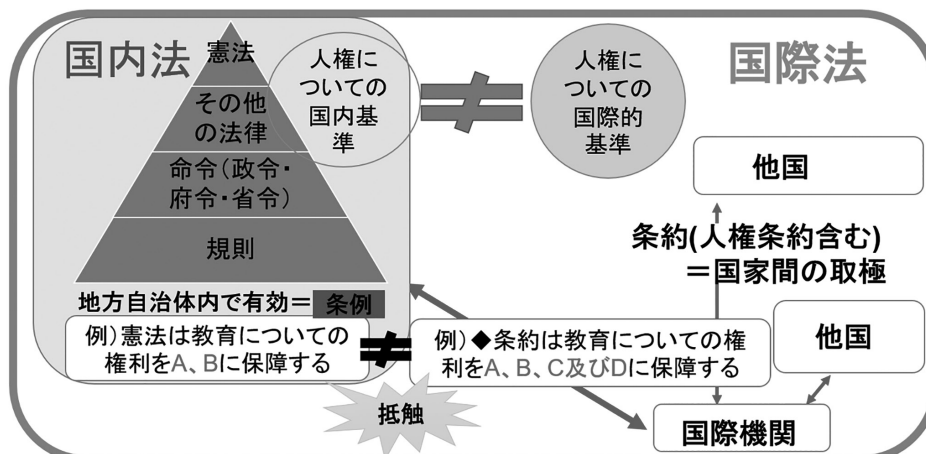 国内法
憲法
その他
の法律
命令(政令・
府令・省令)
規則
人権に
ついての
国内基
準
≠
人権に
ついての
国際的
基準
国際法
他国
条約(人権条約含む)
=国家間の取極
地方自治体内で有効=
条例
例)憲法は教育についての
権利をA、Bに保障する
≠
例)◆条約は教育についての権
利をA、B、C及びDに保障する
他国
抵触
国際機関